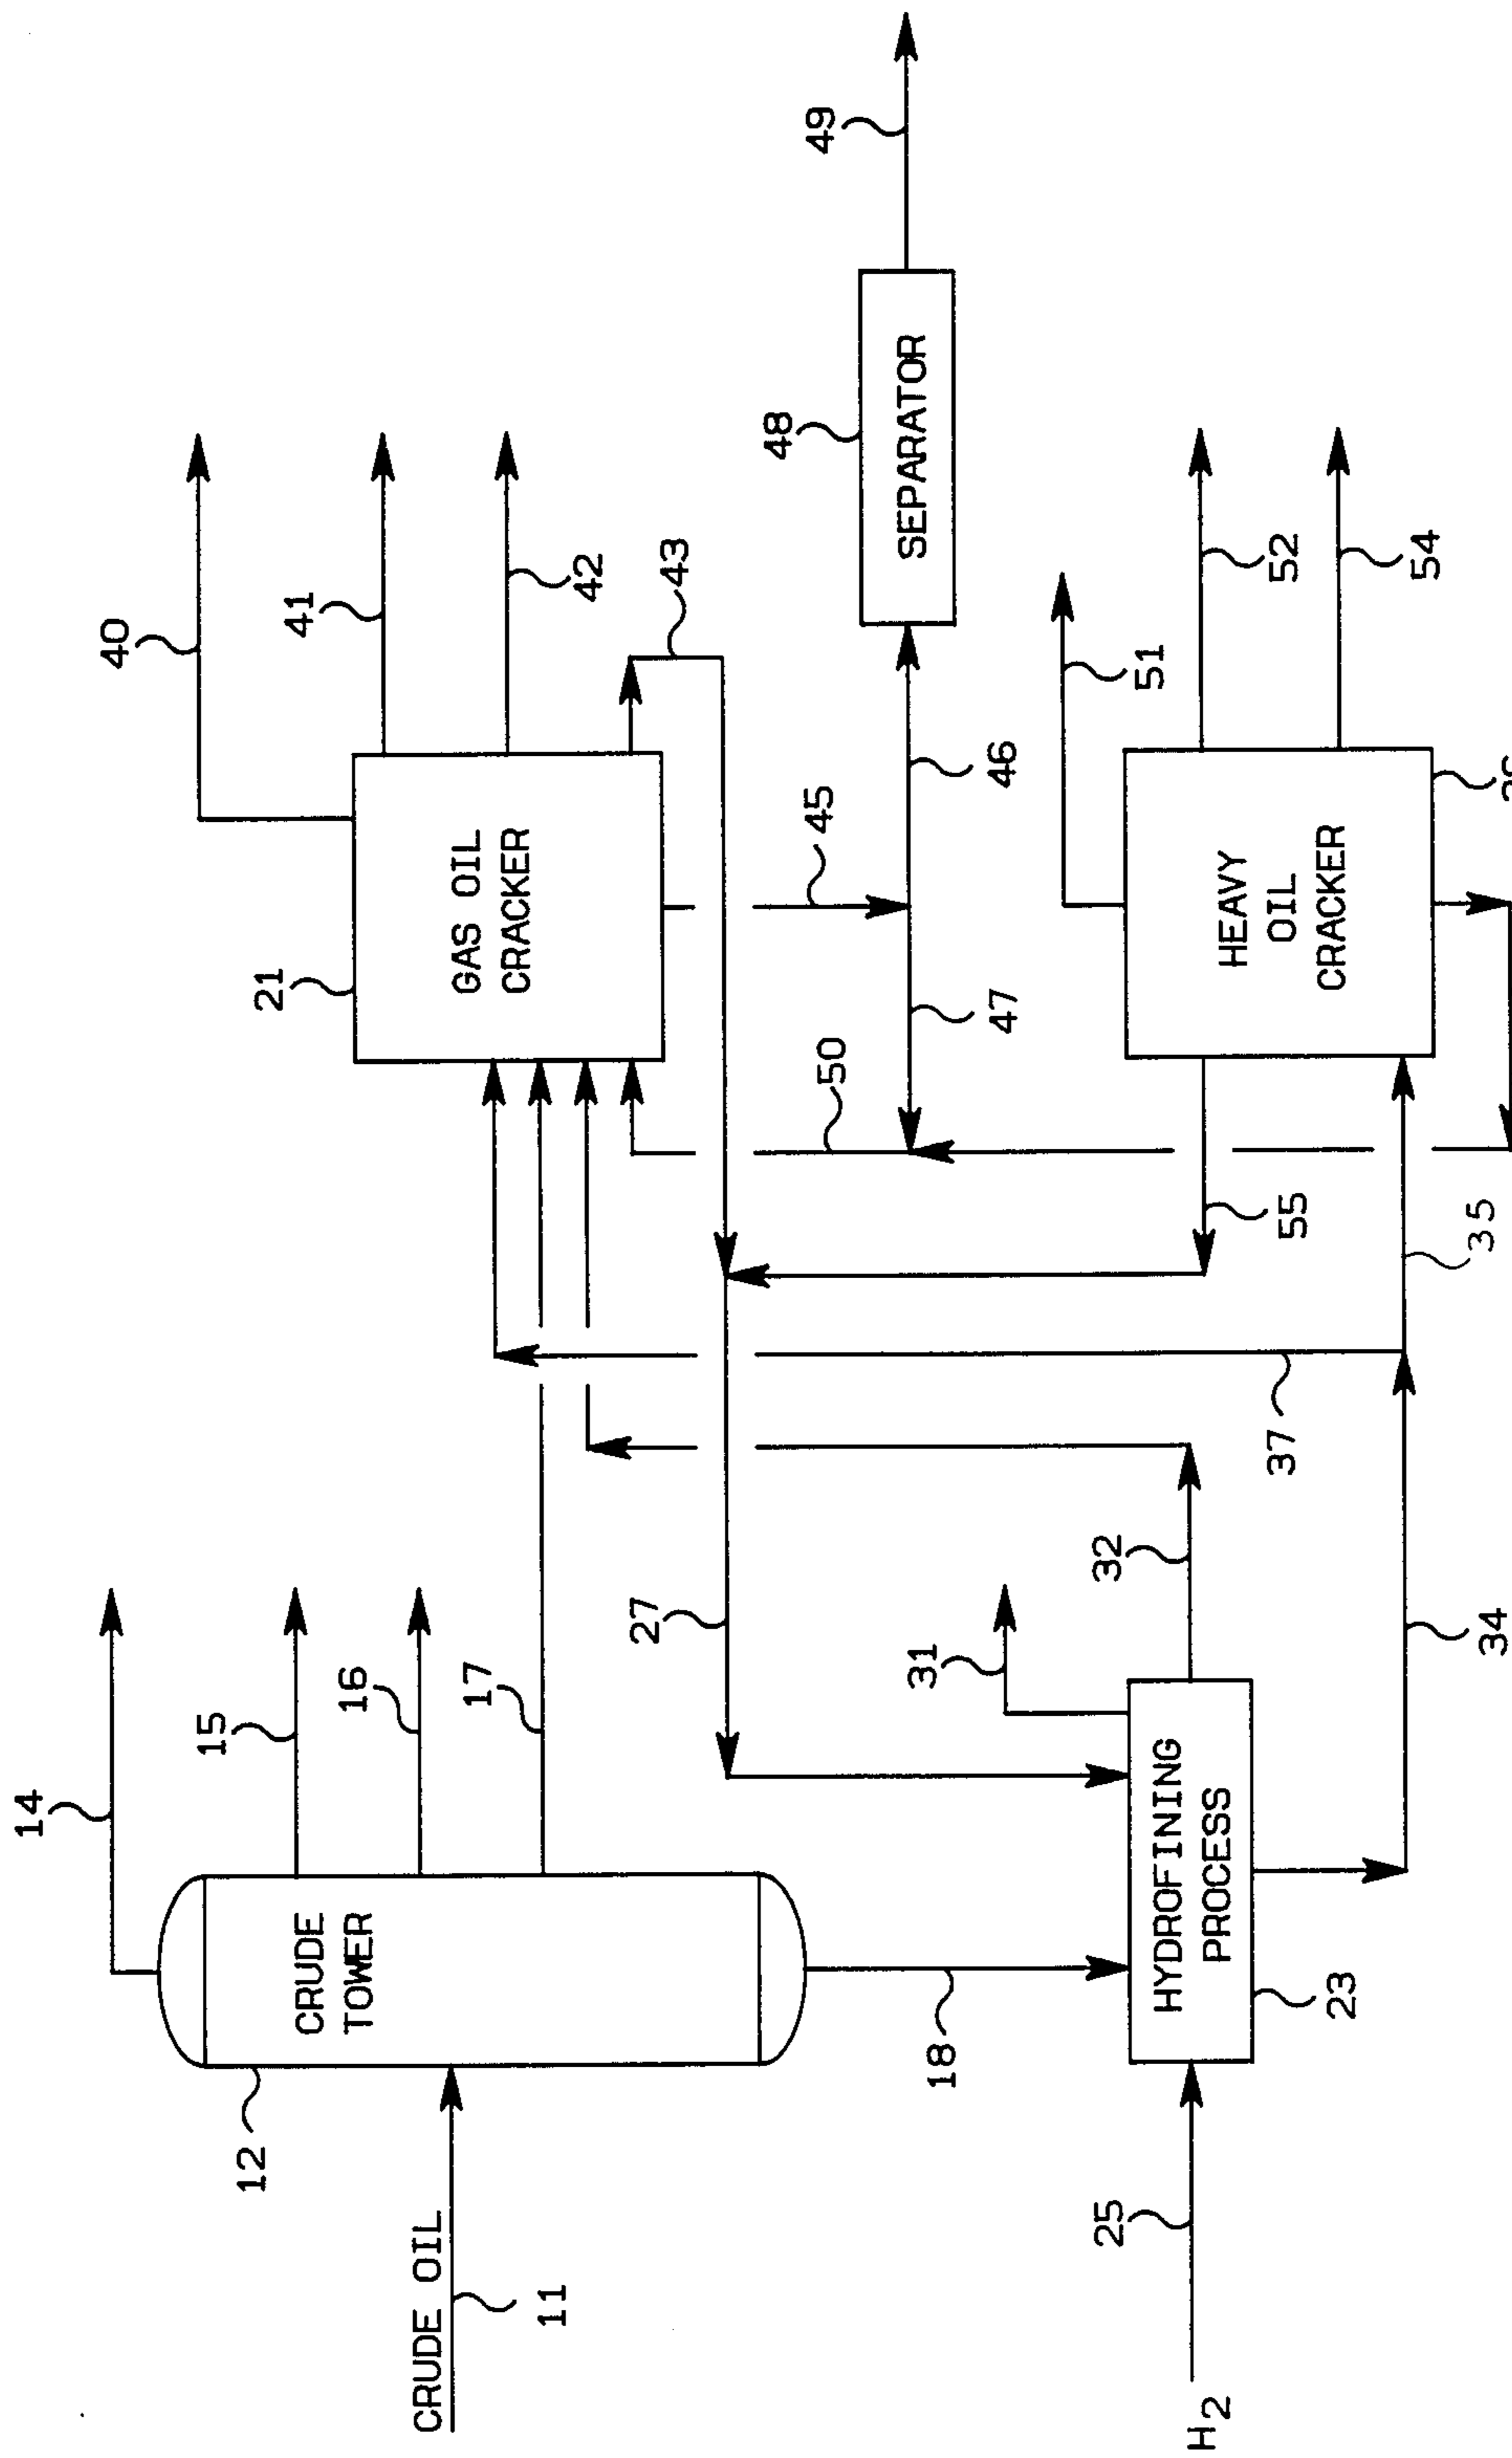 14
40
15
12
21
41
CRUDE
TOWER
16
CRUDE OIL
11
17
GAS OIL
CRACKER
42
43
27
48
45
49
50
SEPARATOR
31
18
47
46
25
32
51
HYDROFINING
PROCESS
H2
HEAVY
OIL
CRACKER
37
55
52
23
54
35
34